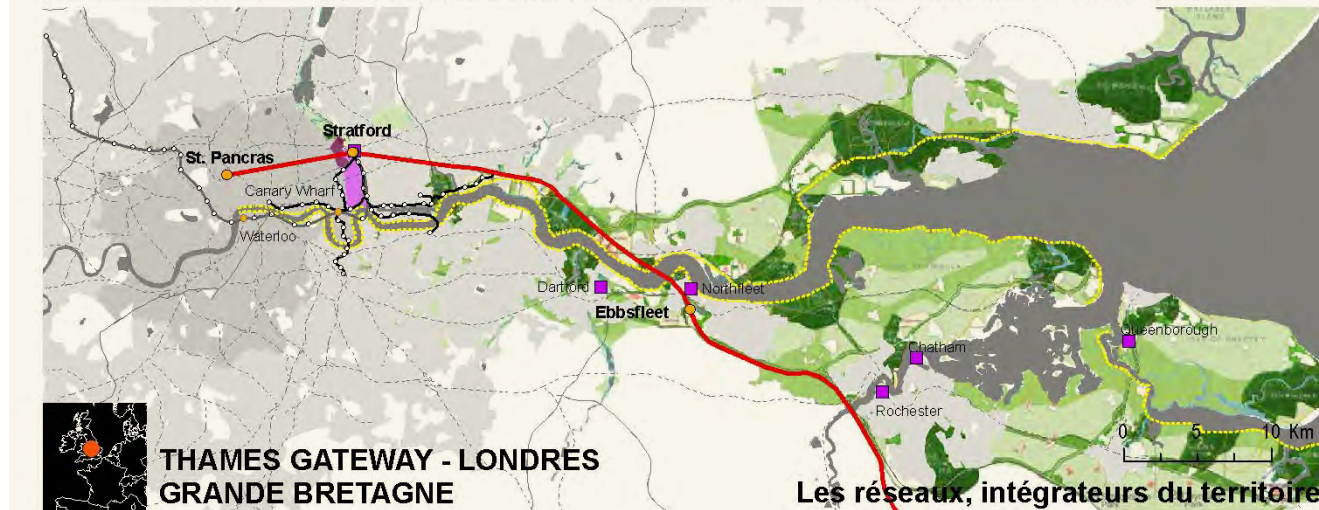 Stratford
St. Pancras
Canary Wharf
Waterloo
Dartford
Northfleet
Ebbsfleet
Queenborough
Chatham
Rochester
0 5 10 Km
THAMES GATEWAY - LONDRES
GRANDE BRETAGNE
Les réseaux, intégrateurs du territoire